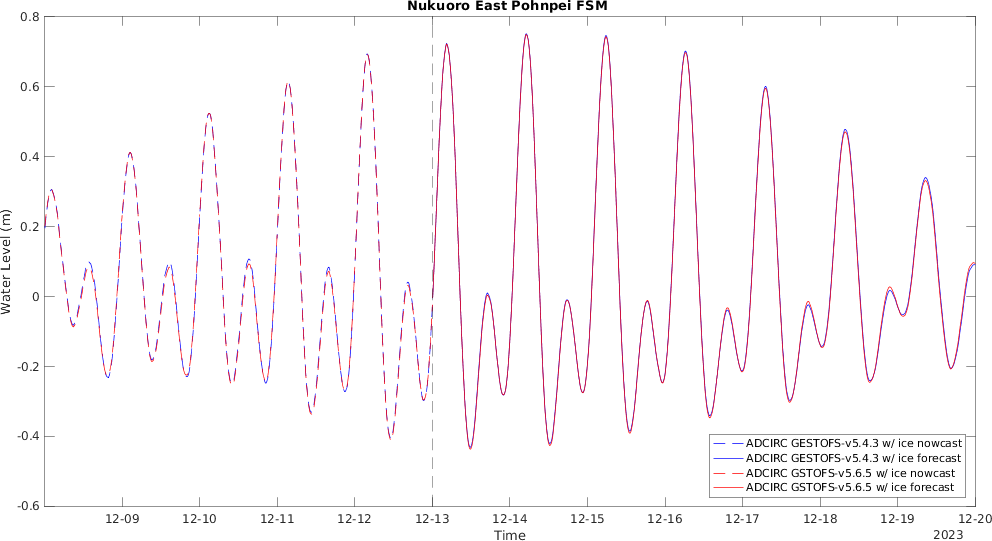 Nukuoro East Pohnpei FSM
Water Level (m)
0.8
0.6
0.4
0.2
0
-0.2
-0.4
-0.6
ADCIRC GESTOFS-v5.4.3 w/ ice nowcast
ADCIRC GESTOFS-v5.4.3 w/ ice forecast
ADCIRC GSTOFS-v5.6.5 w/ ice nowcast
ADCIRC GSTOFS-v5.6.5 w/ ice forecast
12-09 12-10 12-11 12-12 12-13 12-14 12-15 12-16 12-17 12-18 12-19 12-20
Time
2023